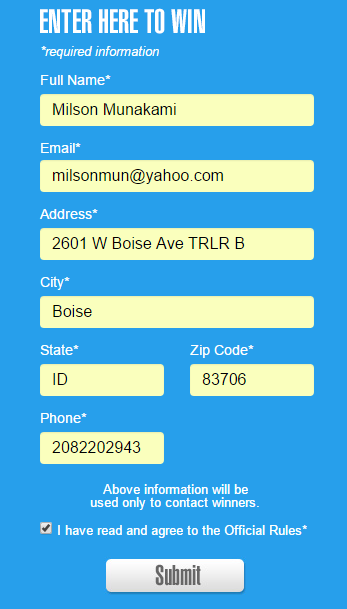 ENTER HERE TO WIN
*required information
Full Name*
Milson Munakami
Email*
milsonmun@yahoo.com
Address*
2601 W Boise Ave TRLR B
City*
Boise
State* Zip Code*
ID 83706
Phone*
2082202943
Above information will be
used only to contact winners.
I have read and agree to the Official Rules*
Submit